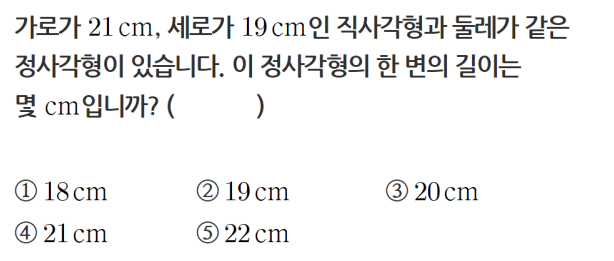 가로가 21 cm, 세로가 19 cm인 직사각형과 둘레가 같은
정사각형이 있습니다. 이 정사각형의 한 변의 길이는
몇 cm입니까? (          )
① 18 cm ② 19 cm ③ 20 cm
④ 21 cm ⑤ 22 cm